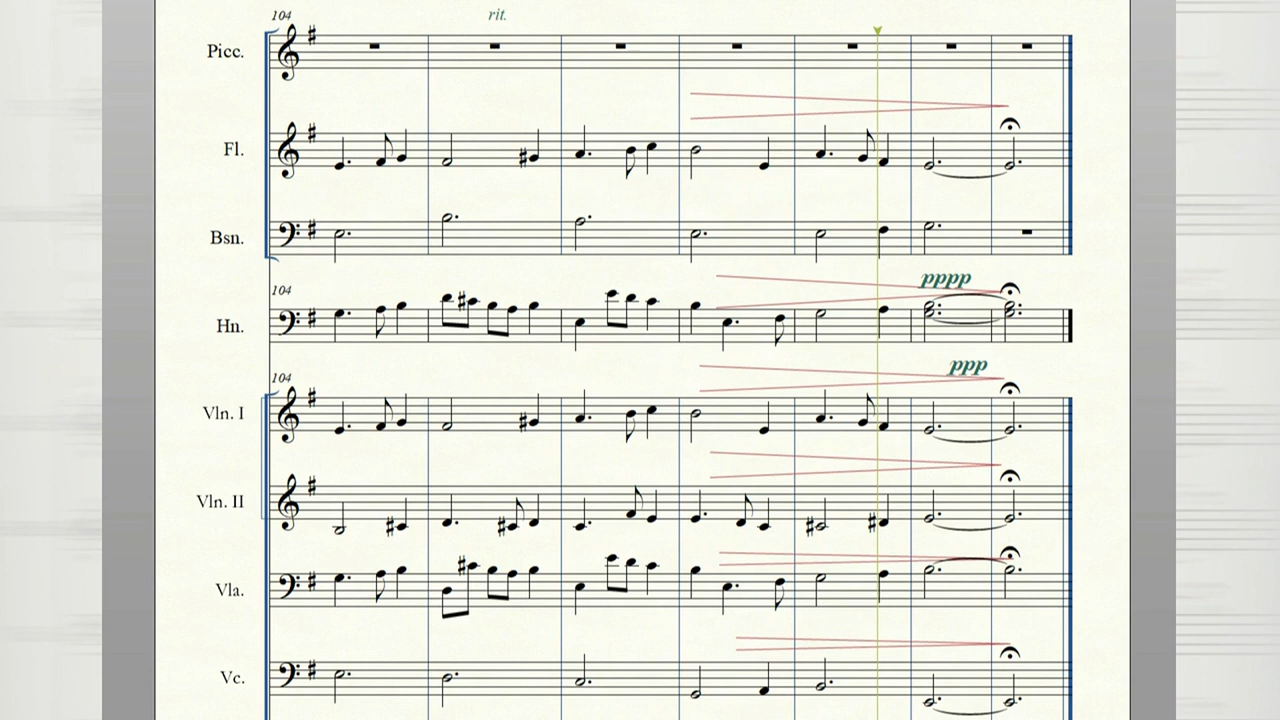 104
rit.
Picc.
Fl.
Bsn.
pppp
104
Hn.
ppp
104
Vln. I
Vln. II
Vla.
Vc.